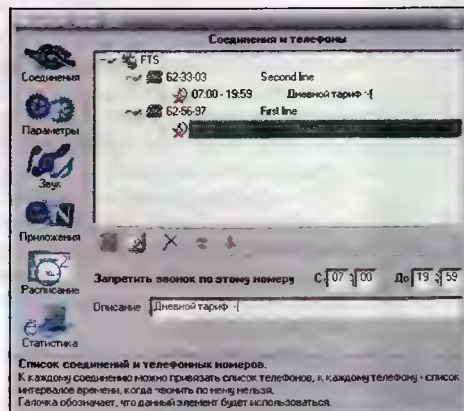 Соединения и телефоны
FTS
Соединения
62-33-03 Second line
07:00 - 19:59 Дневной тариф :-(
62-56-97 First line
Параметры
Звук
Приложения
Расписание
Запретить звонок по этому номеру С: 07 : 00 До 19 : 59
Описание Дневной тариф :-(
Статистика
Список соединений и телефонных номеров.
К каждому соединению можно привязать список телефонов, к каждому телефону - список
интервалов времени, когда звонить по нему нельзя.
Галочка обозначает, что данный элемент будет использоваться.